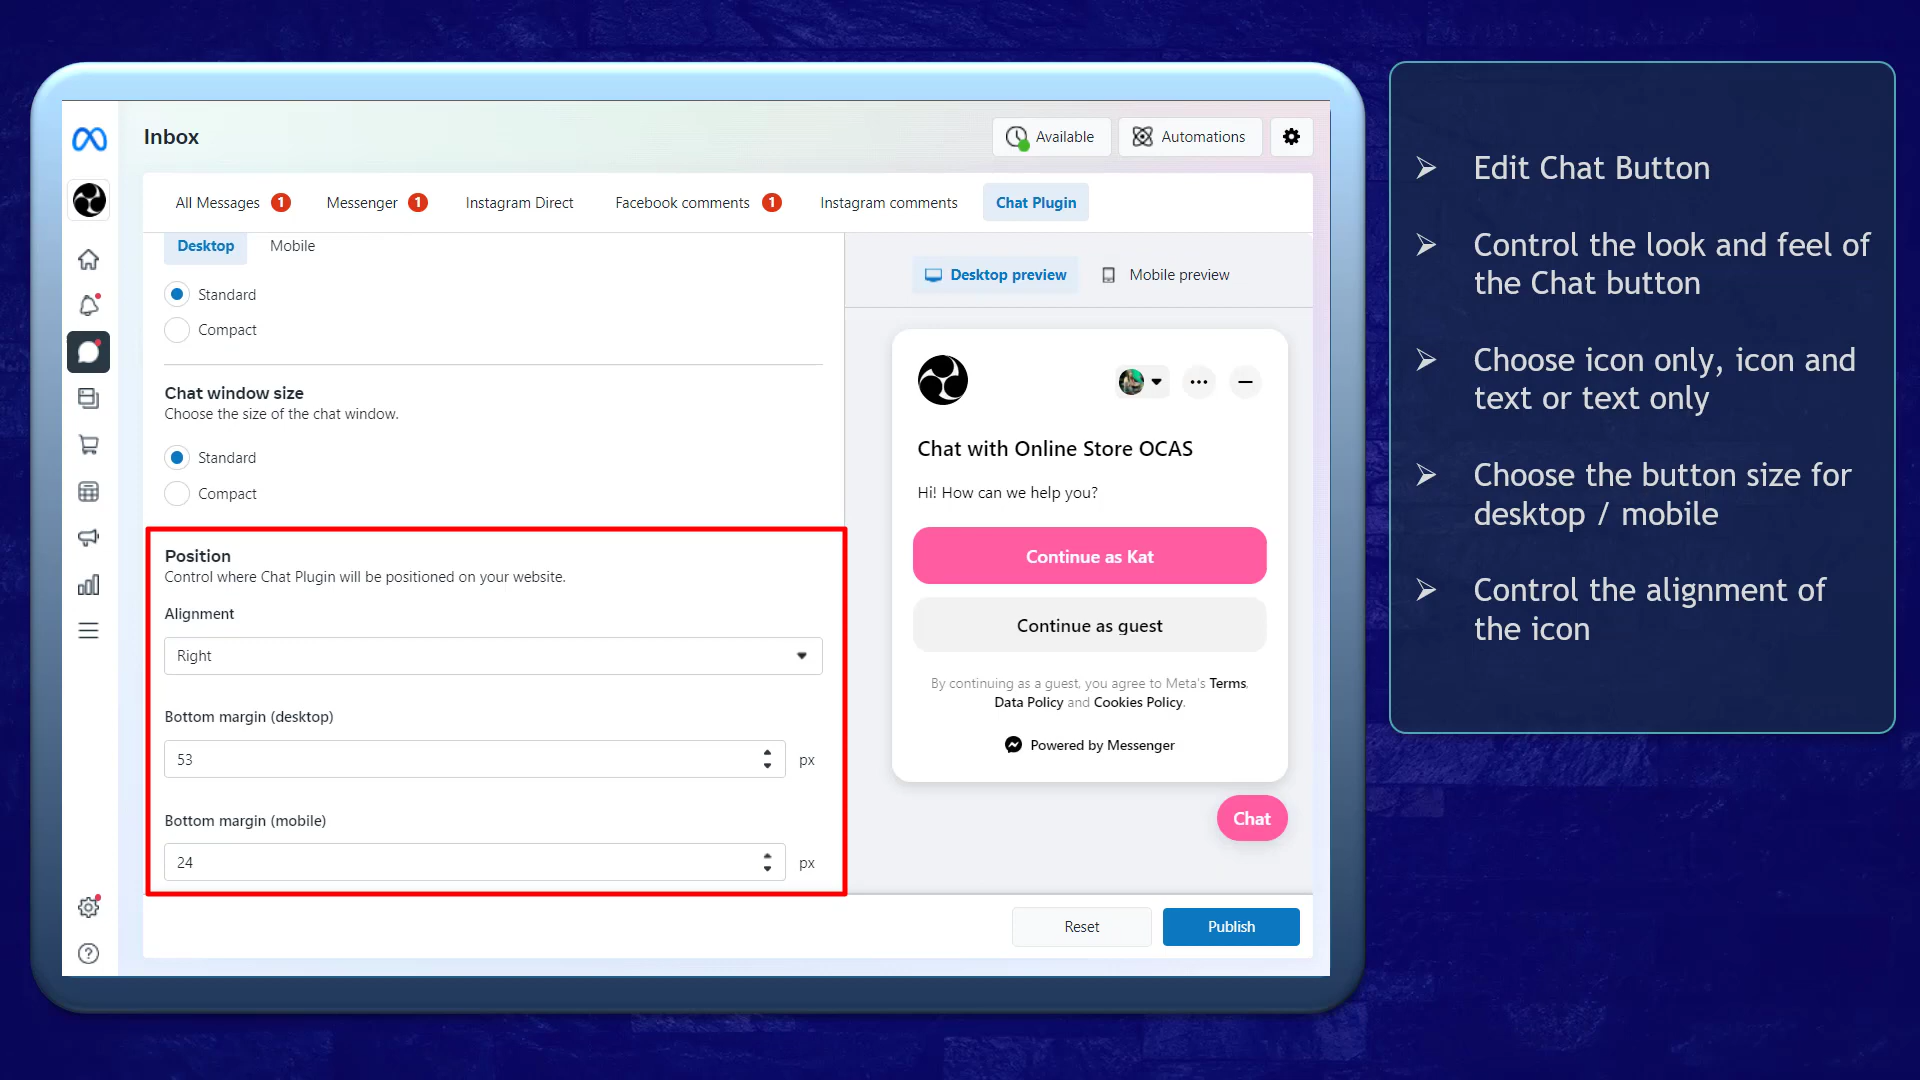 Inbox
Available
Automations
All Messages 1
Messenger 1
Instagram Direct
Facebook comments 1
Instagram comments
Chat Plugin
Desktop
Mobile
Standard
Compact
Chat window size
Choose the size of the chat window.
Standard
Compact
Position
Control where Chat Plugin will be positioned on your website.
Alignment
Right
Bottom margin (desktop)
53
px
Bottom margin (mobile)
24
px
Desktop preview
Mobile preview
Chat with Online Store OCAS
Hi! How can we help you?
Continue as Kat
Continue as guest
By continuing as a guest, you agree to Meta's Terms,
Data Policy and Cookies Policy.
Powered by Messenger
Chat
Reset
Publish
Edit Chat Button
Control the look and feel of
the Chat button
Choose icon only, icon and
text or text only
Choose the button size for
desktop / mobile
Control the alignment of
the icon